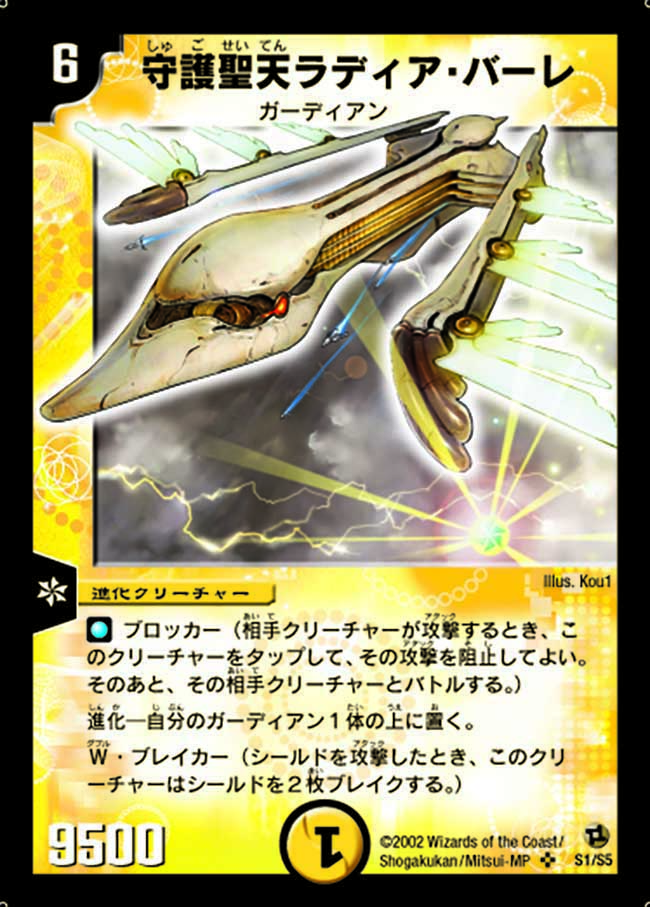 6
守護聖天ラディア・バーレ
しゅ ご せい てん
ガーディアン
Illus. Kou1
進化クリーチャー
ブロッカー（相手クリーチャーが攻撃するとき、こ
のクリーチャーをタップして、その攻撃を阻止してよい。
そのあと、その相手クリーチャーとバトルする。）
進化―自分のガーディアン１体の上に置く。
W・ブレイカー（シールドを攻撃したとき、このクリ
ーチャーはシールドを２枚ブレイクする。）
9500
1
©2002 Wizards of the Coast/
Shogakukan/Mitsui-MP
S1/S5